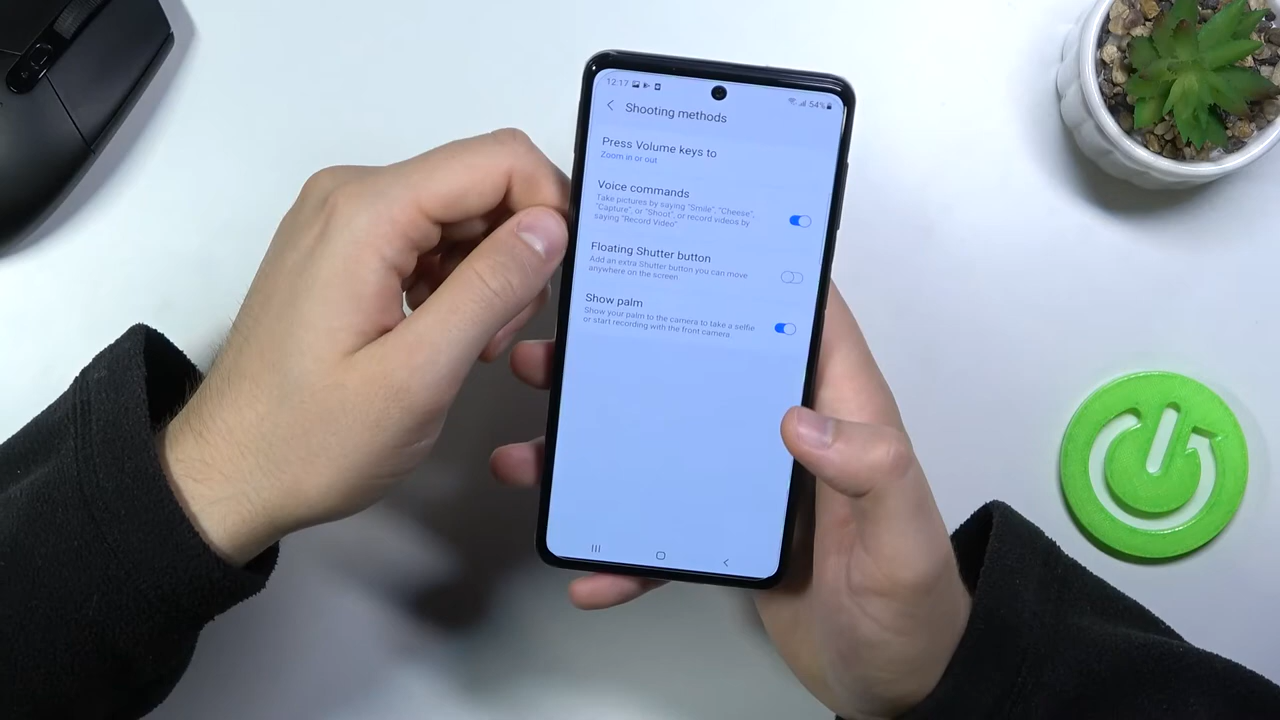 12:17 54%
Shooting methods
Press Volume keys to
Zoom in or out
Voice commands
Take pictures by saying "Smile", "Cheese",
"Capture", or "Shoot", or record videos by
saying "Record Video".
Floating Shutter button
Add an extra Shutter button you can move
anywhere on the screen.
Show palm
Show your palm to the camera to take a selfie
or start recording with the front camera.